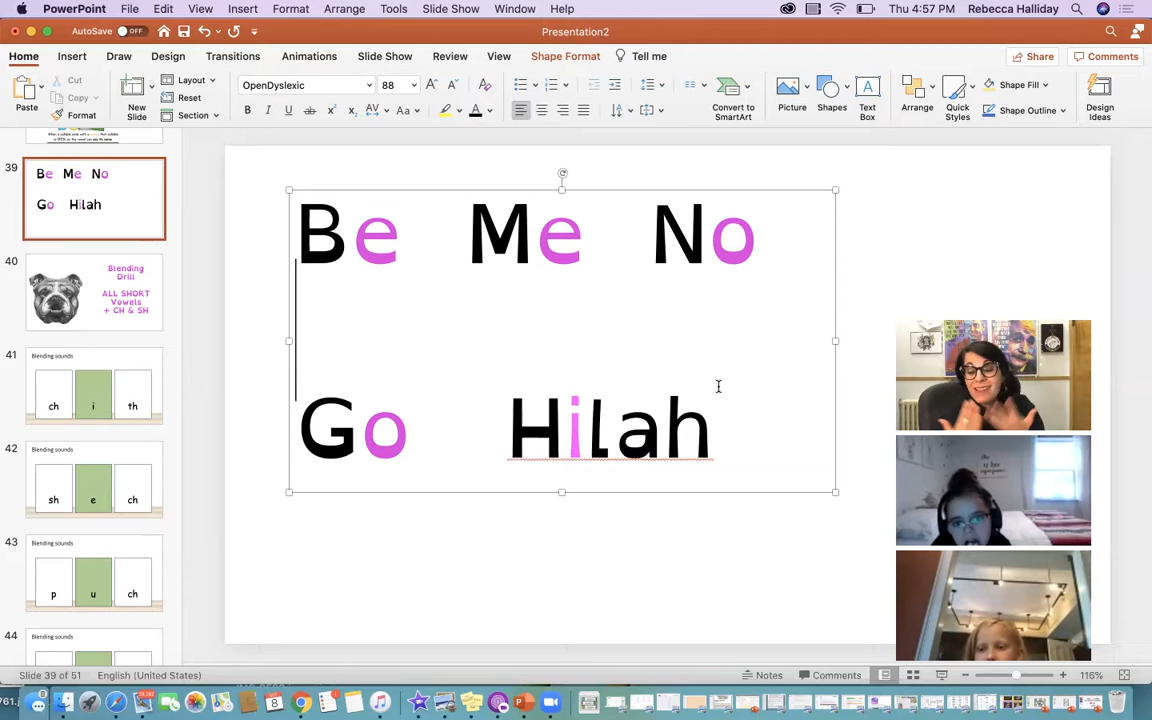 PowerPoint File Edit View Insert Format Arrange Tools Slide Show Window Help Thu 4:57 PM Rebecca Halliday
AutoSave OFF Presentation2
Home Insert Draw Design Transitions Animations Slide Show Review View Shape Format Tell me Share Comments
Paste Cut Copy Format New Slide Layout Reset Section OpenDyslexic 88 Convert to SmartArt Picture Shapes Text Box Arrange Quick Styles Shape Fill Shape Outline Design Ideas
39
Be Me No
Go Hilah
40
Blending
Drill
ALL SHORT
Vowels
+ CH & SH
41
Blending sounds
ch i th
42
Blending sounds
sh e ch
43
Blending sounds
p u ch
44
Blending sounds
Be Me No
Go Hilah
Slide 39 of 51 English (United States) Notes Comments 116%